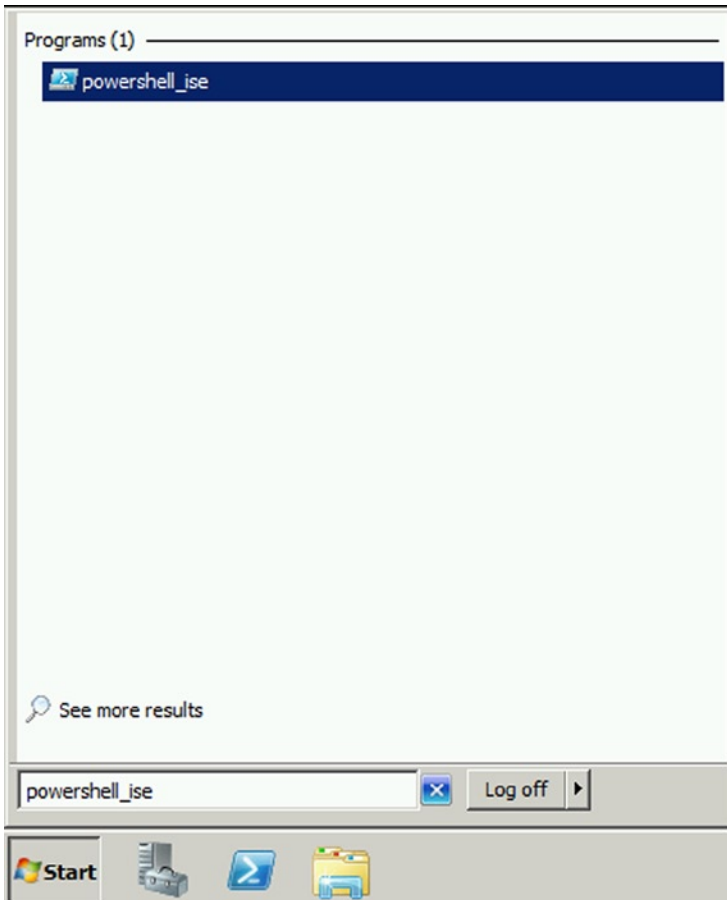 Programs (1)
powershell_ise
See more results
powershell_ise
Log off
Start